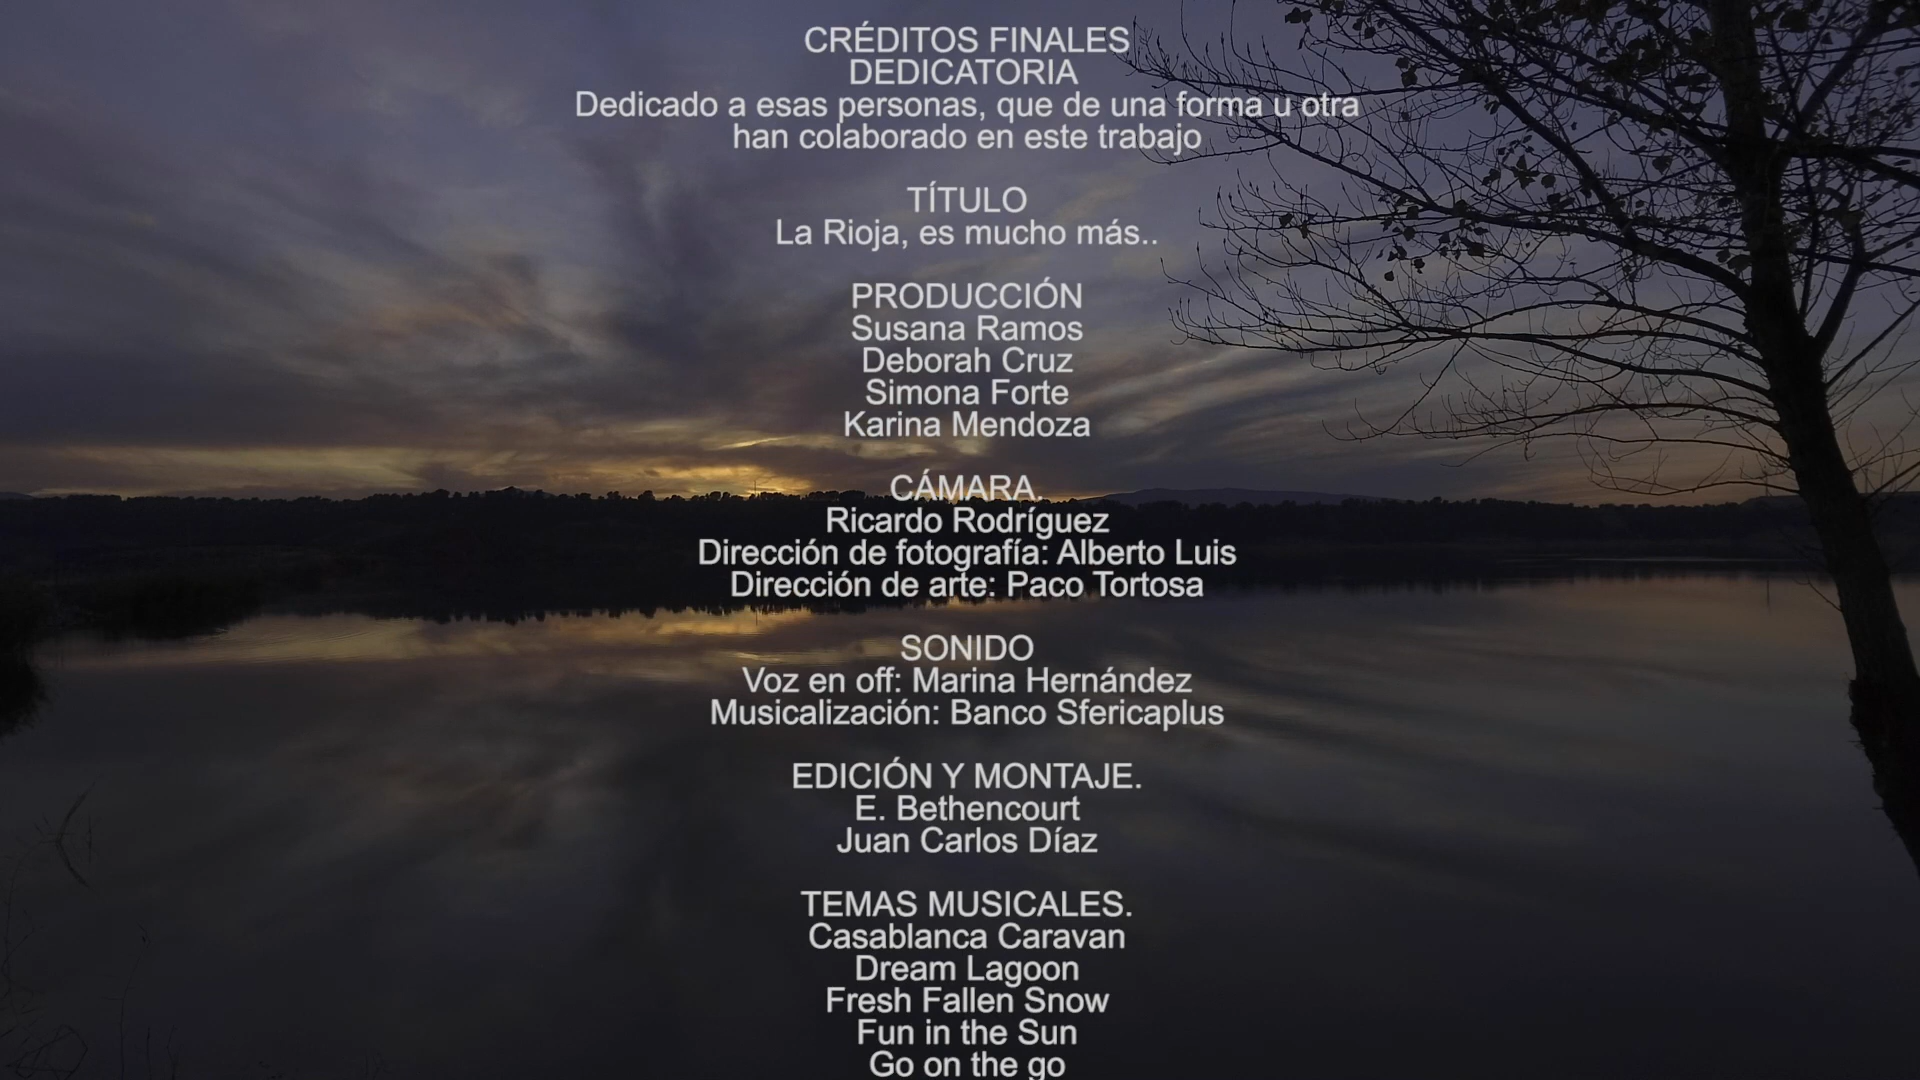 CRÉDITOS FINALES
DEDICATORIA
Dedicado a esas personas, que de una forma u otra
han colaborado en este trabajo
TÍTULO
La Rioja, es mucho más..
PRODUCCIÓN
Susana Ramos
Deborah Cruz
Simona Forte
Karina Mendoza
CÁMARA.
Ricardo Rodríguez
Dirección de fotografía: Alberto Luis
Dirección de arte: Paco Tortosa
SONIDO
Voz en off: Marina Hernández
Musicalización: Banco Sfericaplus
EDICIÓN Y MONTAJE.
E. Bethencourt
Juan Carlos Díaz
TEMAS MUSICALES.
Casablanca Caravan
Dream Lagoon
Fresh Fallen Snow
Fun in the Sun
Go on the go